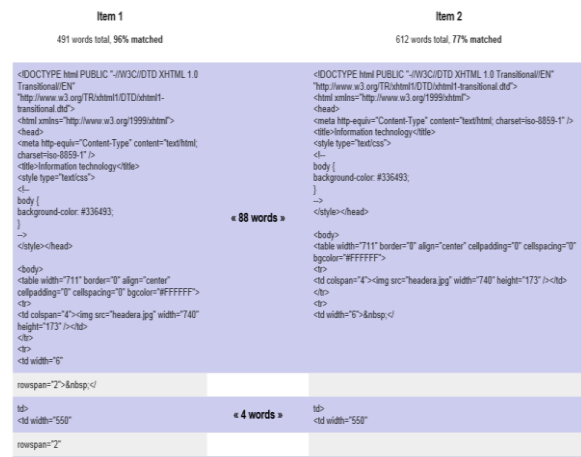 Item 1
491 words total, 96% matched
<!DOCTYPE html PUBLIC "-//W3C//DTD XHTML 1.0
Transitional//EN"
"http://www.w3.org/TR/xhtml1/DTD/xhtml1-
transitional.dtd">
<html xmlns="http://www.w3.org/1999/xhtml">
<head>
<meta http-equiv="Content-Type" content="text/html;
charset=iso-8859-1" />
<title>Information technology</title>
<style type="text/css">
<!--
body {
background-color: #336493;
}
-->
</style></head>
<body>
<table width="711" border="0" align="center"
cellpadding="0" cellspacing="0" bgcolor="#FFFFFF">
<tr>
<td colspan="4"><img src="headera.jpg" width="740"
height="173" /></td>
</tr>
<tr>
<td width="6"
rowspan="2">&nbsp;</
td>
<td width="550"
rowspan="2"
« 88 words »
« 4 words »
Item 2
612 words total, 77% matched
<!DOCTYPE html PUBLIC "-//W3C//DTD XHTML 1.0 Transitional//EN"
"http://www.w3.org/TR/xhtml1/DTD/xhtml1-transitional.dtd">
<html xmlns="http://www.w3.org/1999/xhtml">
<head>
<meta http-equiv="Content-Type" content="text/html; charset=iso-8859-1" />
<title>Information technology</title>
<style type="text/css">
<!--
body {
background-color: #336493;
}
-->
</style></head>
<body>
<table width="711" border="0" align="center" cellpadding="0" cellspacing="0"
bgcolor="#FFFFFF">
<tr>
<td colspan="4"><img src="headera.jpg" width="740" height="173" /></td>
</tr>
<tr>
<td width="6">&nbsp;</
td>
<td width="550"